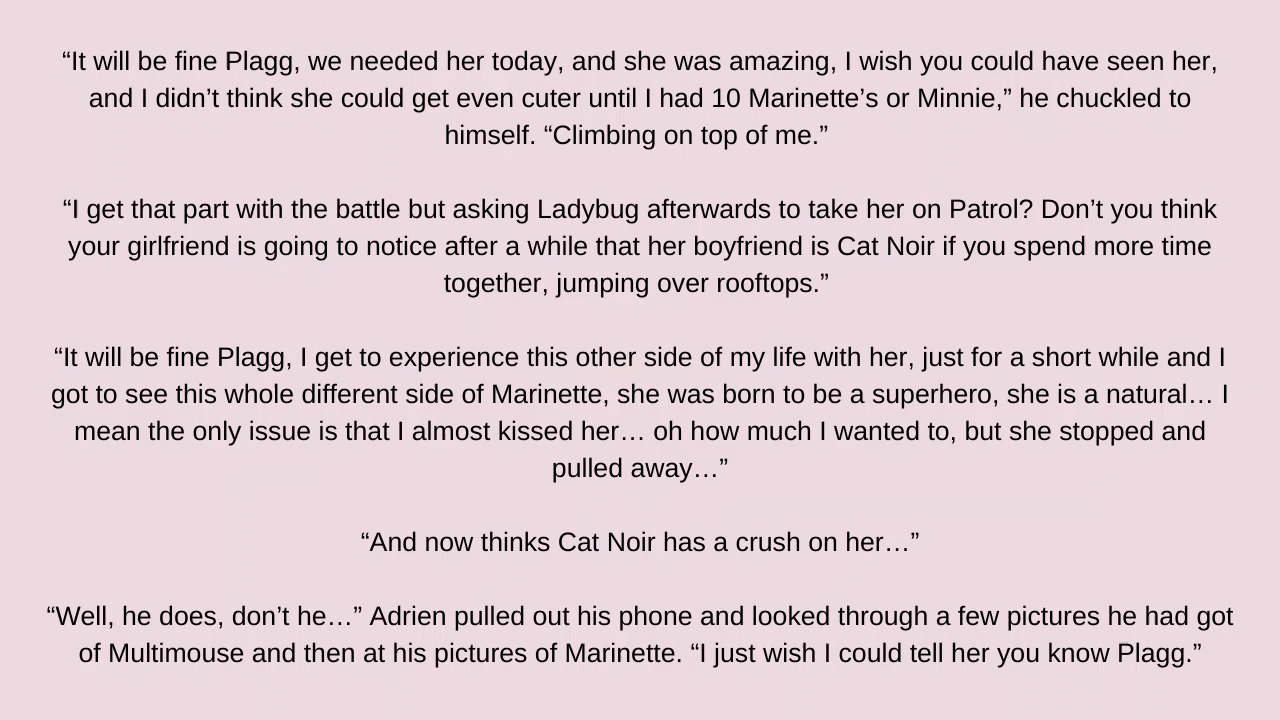 “It will be fine Plagg, we needed her today, and she was amazing, I wish you could have seen her,
and I didn’t think she could get even cuter until I had 10 Marinette’s or Minnie,” he chuckled to
himself. “Climbing on top of me.”
“I get that part with the battle but asking Ladybug afterwards to take her on Patrol? Don’t you think
your girlfriend is going to notice after a while that her boyfriend is Cat Noir if you spend more time
together, jumping over rooftops.”
“It will be fine Plagg, I get to experience this other side of my life with her, just for a short while and I
got to see this whole different side of Marinette, she was born to be a superhero, she is a natural… I
mean the only issue is that I almost kissed her… oh how much I wanted to, but she stopped and
pulled away…”
“And now thinks Cat Noir has a crush on her…”
“Well, he does, don’t he…” Adrien pulled out his phone and looked through a few pictures he had got
of Multimouse and then at his pictures of Marinette. “I just wish I could tell her you know Plagg.”